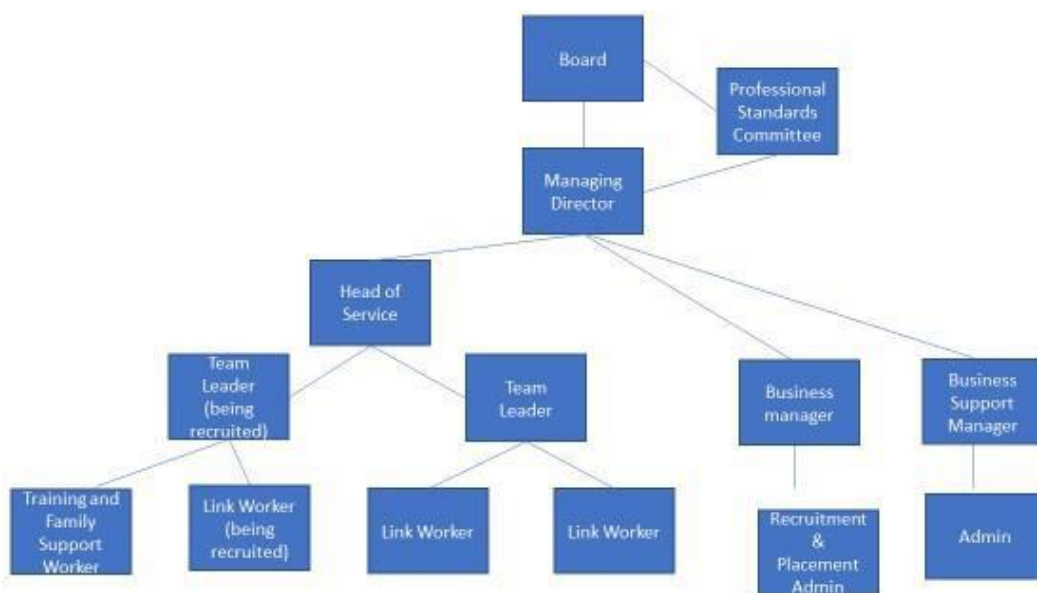 Board
Professional
Standards
Committee
Managing
Director
Head of
Service
Team
Leader
(being
recruited)
Team
Leader
Business
manager
Business
Support
Manager
Training and
Family
Support
Worker
Link Worker
(being
recruited)
Link Worker
Link Worker
Recruitment
&
Placement
Admin
Admin